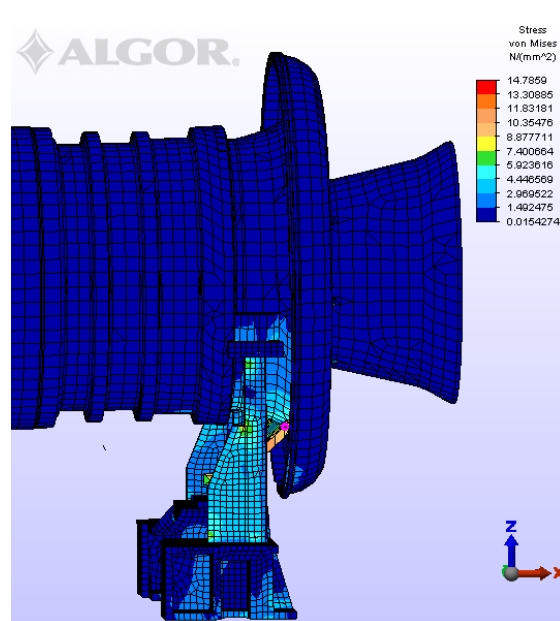 ALGOR.
Stress
von Mises
N/(mm^2)
14.7859
13.30885
11.83181
10.35476
8.877711
7.400664
5.923616
4.446569
2.969522
1.492475
0.0154274
Z
X